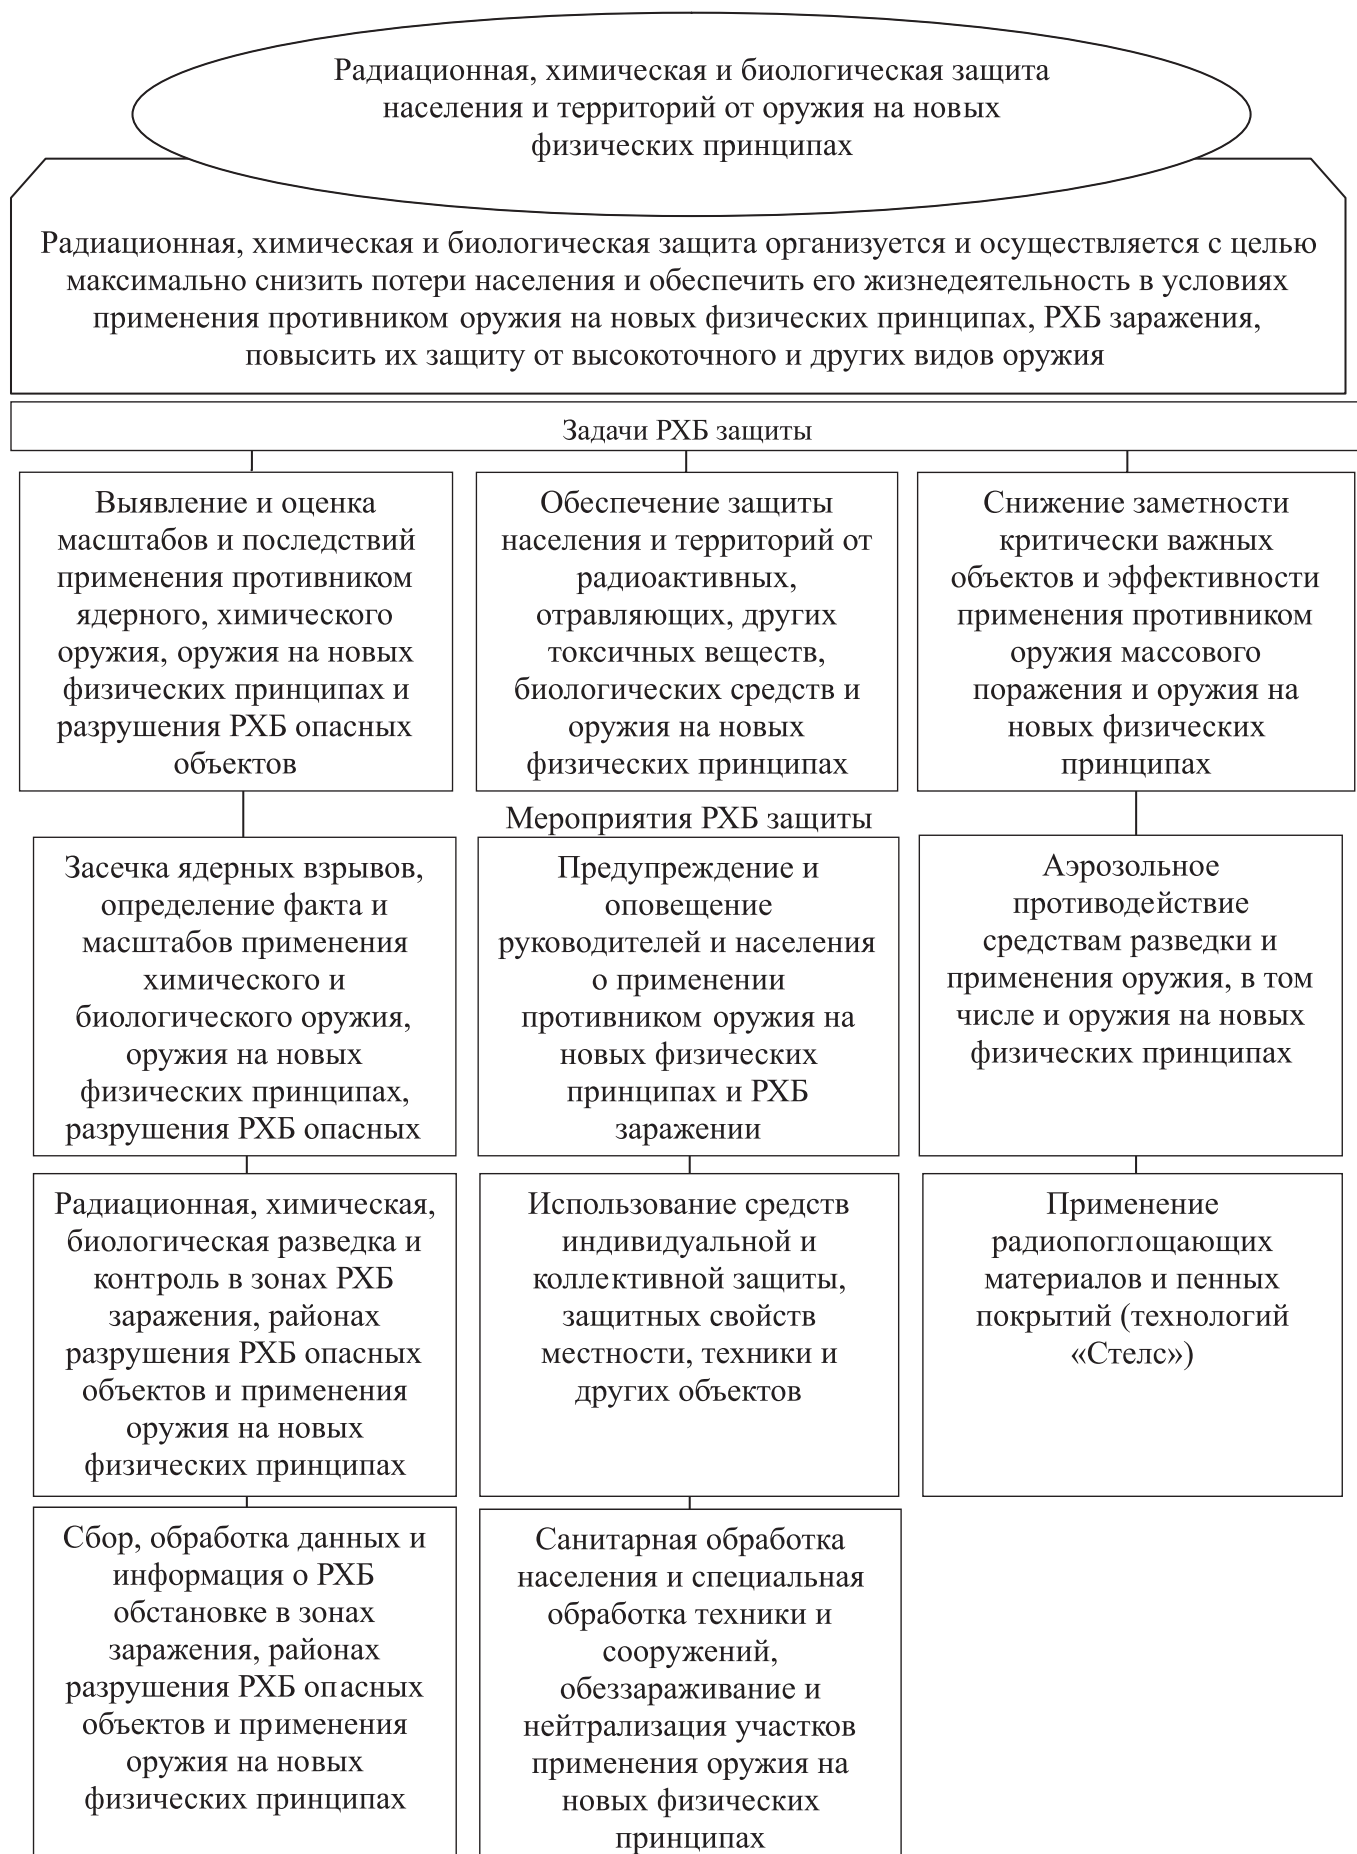 Радиационная, химическая и биологическая защита
населения и территорий от оружия на новых
физических принципах
Радиационная, химическая и биологическая защита организуется и осуществляется с целью
максимально снизить потери населения и обеспечить его жизнедеятельность в условиях
применения противником оружия на новых физических принципах, РХБ заражения,
повысить их защиту от высокоточного и других видов оружия
Задачи РХБ защиты
Выявление и оценка
масштабов и последствий
применения противником
ядерного, химического
оружия, оружия на новых
физических принципах и
разрушения РХБ опасных
объектов
Обеспечение защиты
населения и территорий от
радиоактивных,
отравляющих, других
токсичных веществ,
биологических средств и
оружия на новых
физических принципах
Снижение заметности
критически важных
объектов и эффективности
применения противником
оружия массового
поражения и оружия на
новых физических
принципах
Мероприятия РХБ защиты
Засечка ядерных взрывов,
определение факта и
масштабов применения
химического и
биологического оружия,
оружия на новых
физических принципах,
разрушения РХБ опасных
Предупреждение и
оповещение
руководителей и населения
о применении
противником оружия на
новых физических
принципах и РХБ
заражении
Аэрозольное
противодействие
средствам разведки и
применения оружия, в том
числе и оружия на новых
физических принципах
Радиационная, химическая,
биологическая разведка и
контроль в зонах РХБ
заражения, районах
разрушения РХБ опасных
объектов и применения
оружия на новых
физических принципах
Использование средств
индивидуальной и
коллективной защиты,
защитных свойств
местности, техники и
других объектов
Применение
радиопоглощающих
материалов и пенных
покрытий (технологий
«Стелс»)
Сбор, обработка данных и
информация о РХБ
обстановке в зонах
заражения, районах
разрушения РХБ опасных
объектов и применения
оружия на новых
физических принципах
Санитарная обработка
населения и специальная
обработка техники и
сооружений,
обеззараживание и
нейтрализация участков
применения оружия на
новых физических
принципах